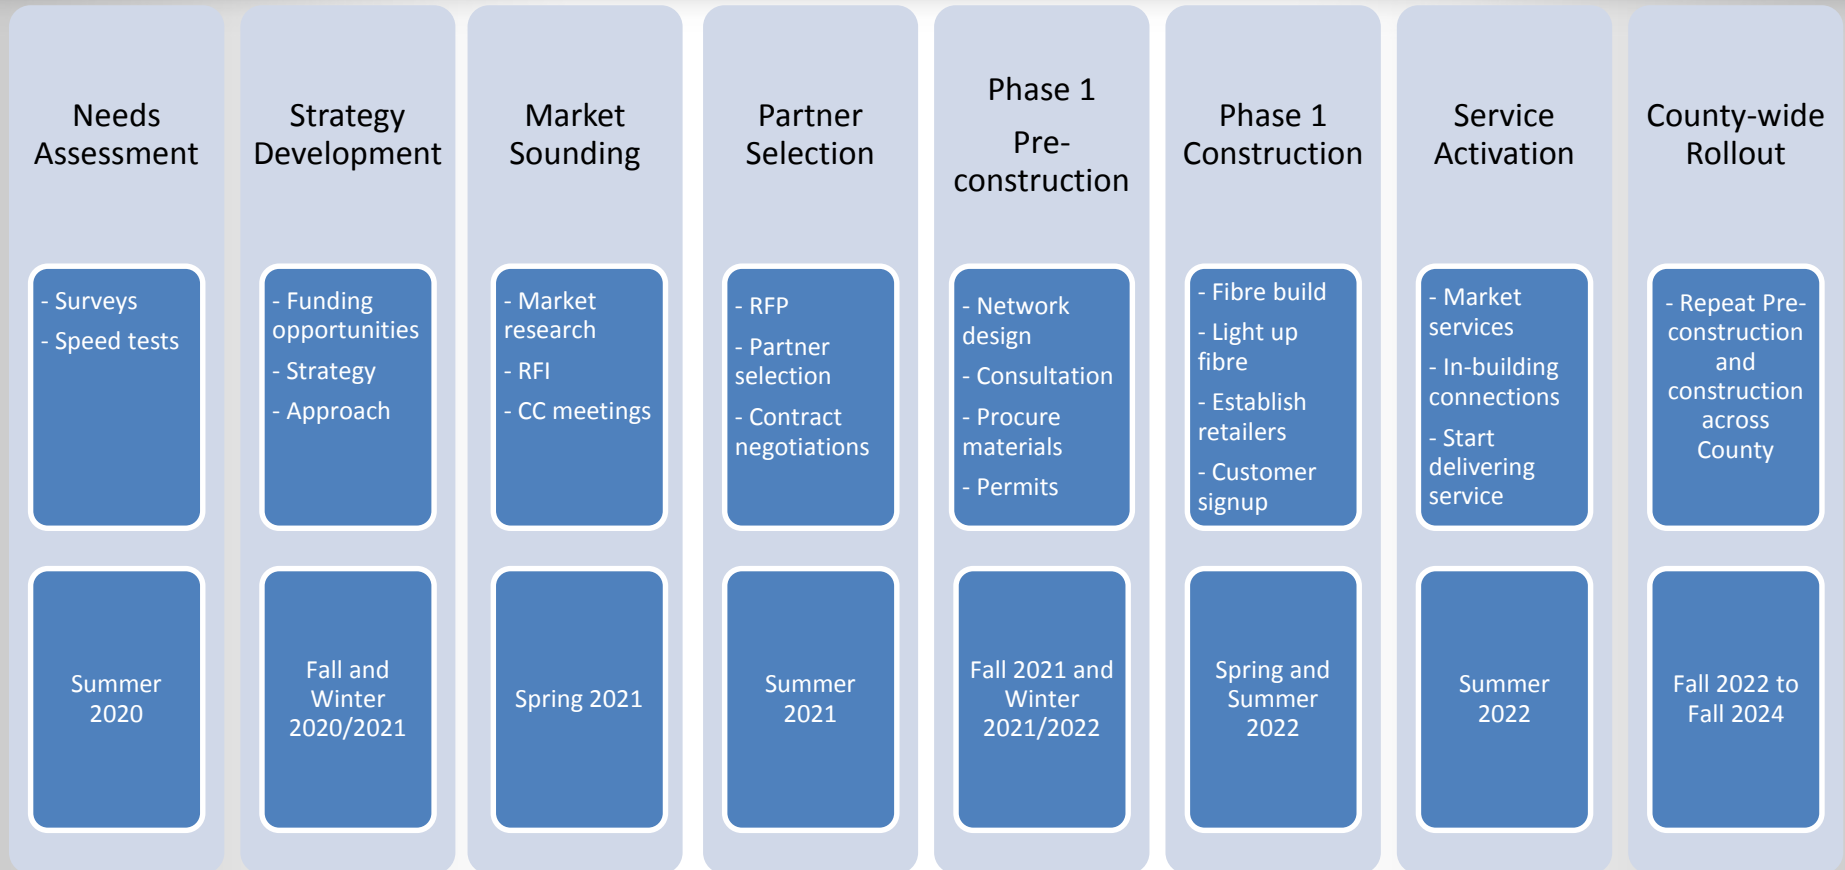 Needs
Assessment
- Surveys
- Speed tests
Summer
2020
Strategy
Development
- Funding
opportunities
- Strategy
- Approach
Fall and
Winter
2020/2021
Market
Sounding
- Market
research
- RFI
- CC meetings
Spring 2021
Partner
Selection
- RFP
- Partner
selection
- Contract
negotiations
Summer
2021
Phase 1
Pre-
construction
- Network
design
- Consultation
- Procure
materials
- Permits
Fall 2021 and
Winter
2021/2022
Phase 1
Construction
- Fibre build
- Light up
fibre
- Establish
retailers
- Customer
signup
Spring and
Summer
2022
Service
Activation
- Market
services
- In-building
connections
- Start
delivering
service
Summer
2022
County-wide
Rollout
- Repeat Pre-
construction
and
construction
across
County
Fall 2022 to
Fall 2024